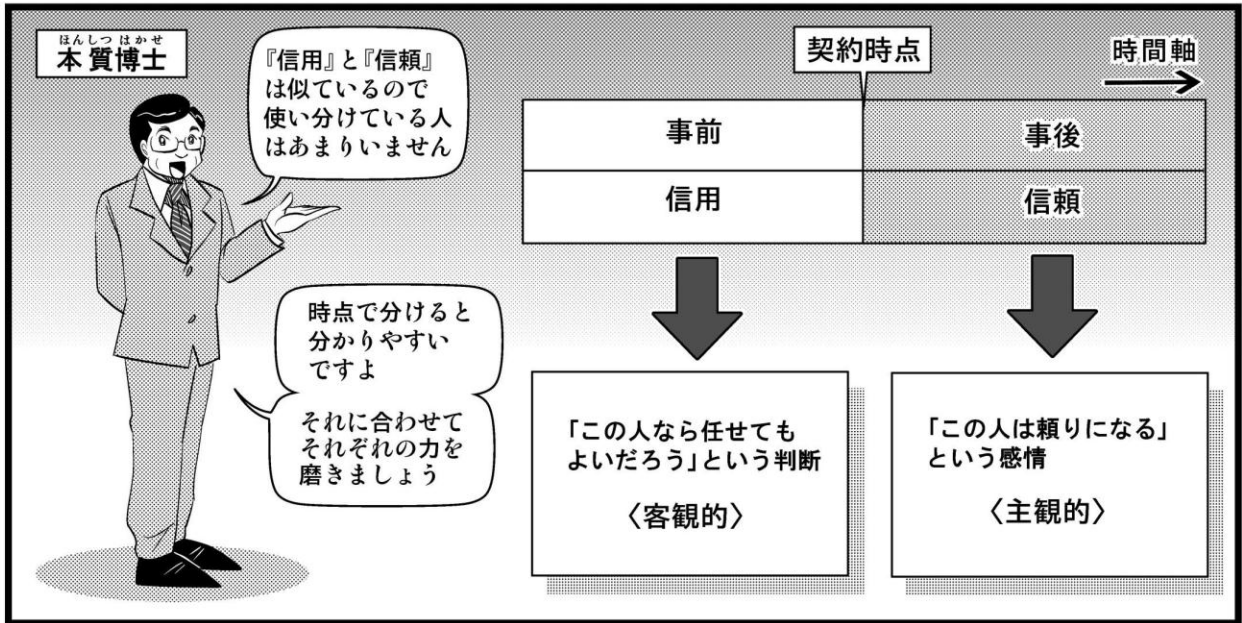 ほんしつ はかせ
本質博士
『信用』と『信頼』
は似ているので
使い分けている人
はあまりいません
時点で分けると
分かりやすい
ですよ
それに合わせて
それぞれの力を
磨きましょう
契約時点
時間軸
事前
事後
信用
信頼
「この人なら任せても
よいだろう」という判断
〈客観的〉
「この人は頼りになる」
という感情
〈主観的〉